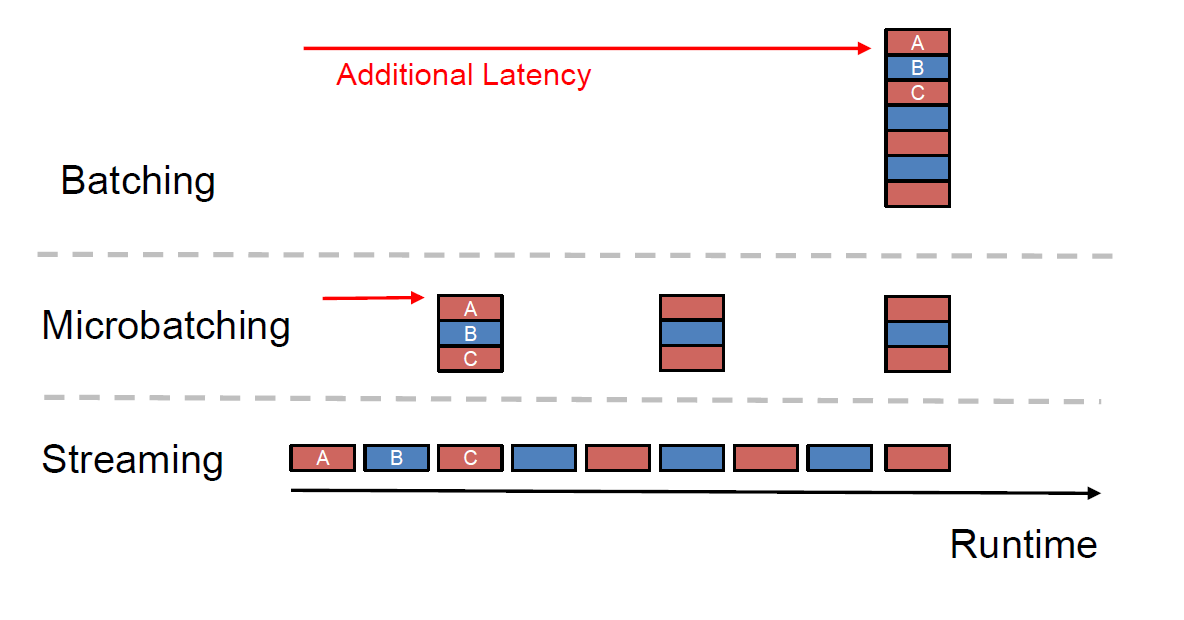 A
Additional Latency
B
C
Batching
A
Microbatching
B
C
Streaming
A
B
C
Runtime